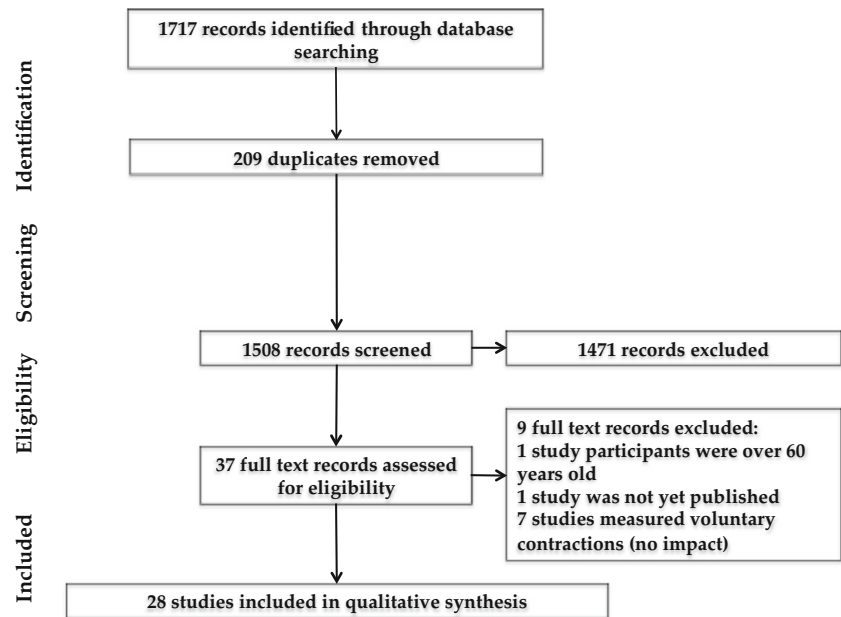 1717 records identified through database
searching
Identification
209 duplicates removed
Screening
1508 records screened
1471 records excluded
Eligibility
37 full text records assessed
for eligibility
9 full text records excluded:
1 study participants were over 60
years old
1 study was not yet published
7 studies measured voluntary
contractions (no impact)
Included
28 studies included in qualitative synthesis